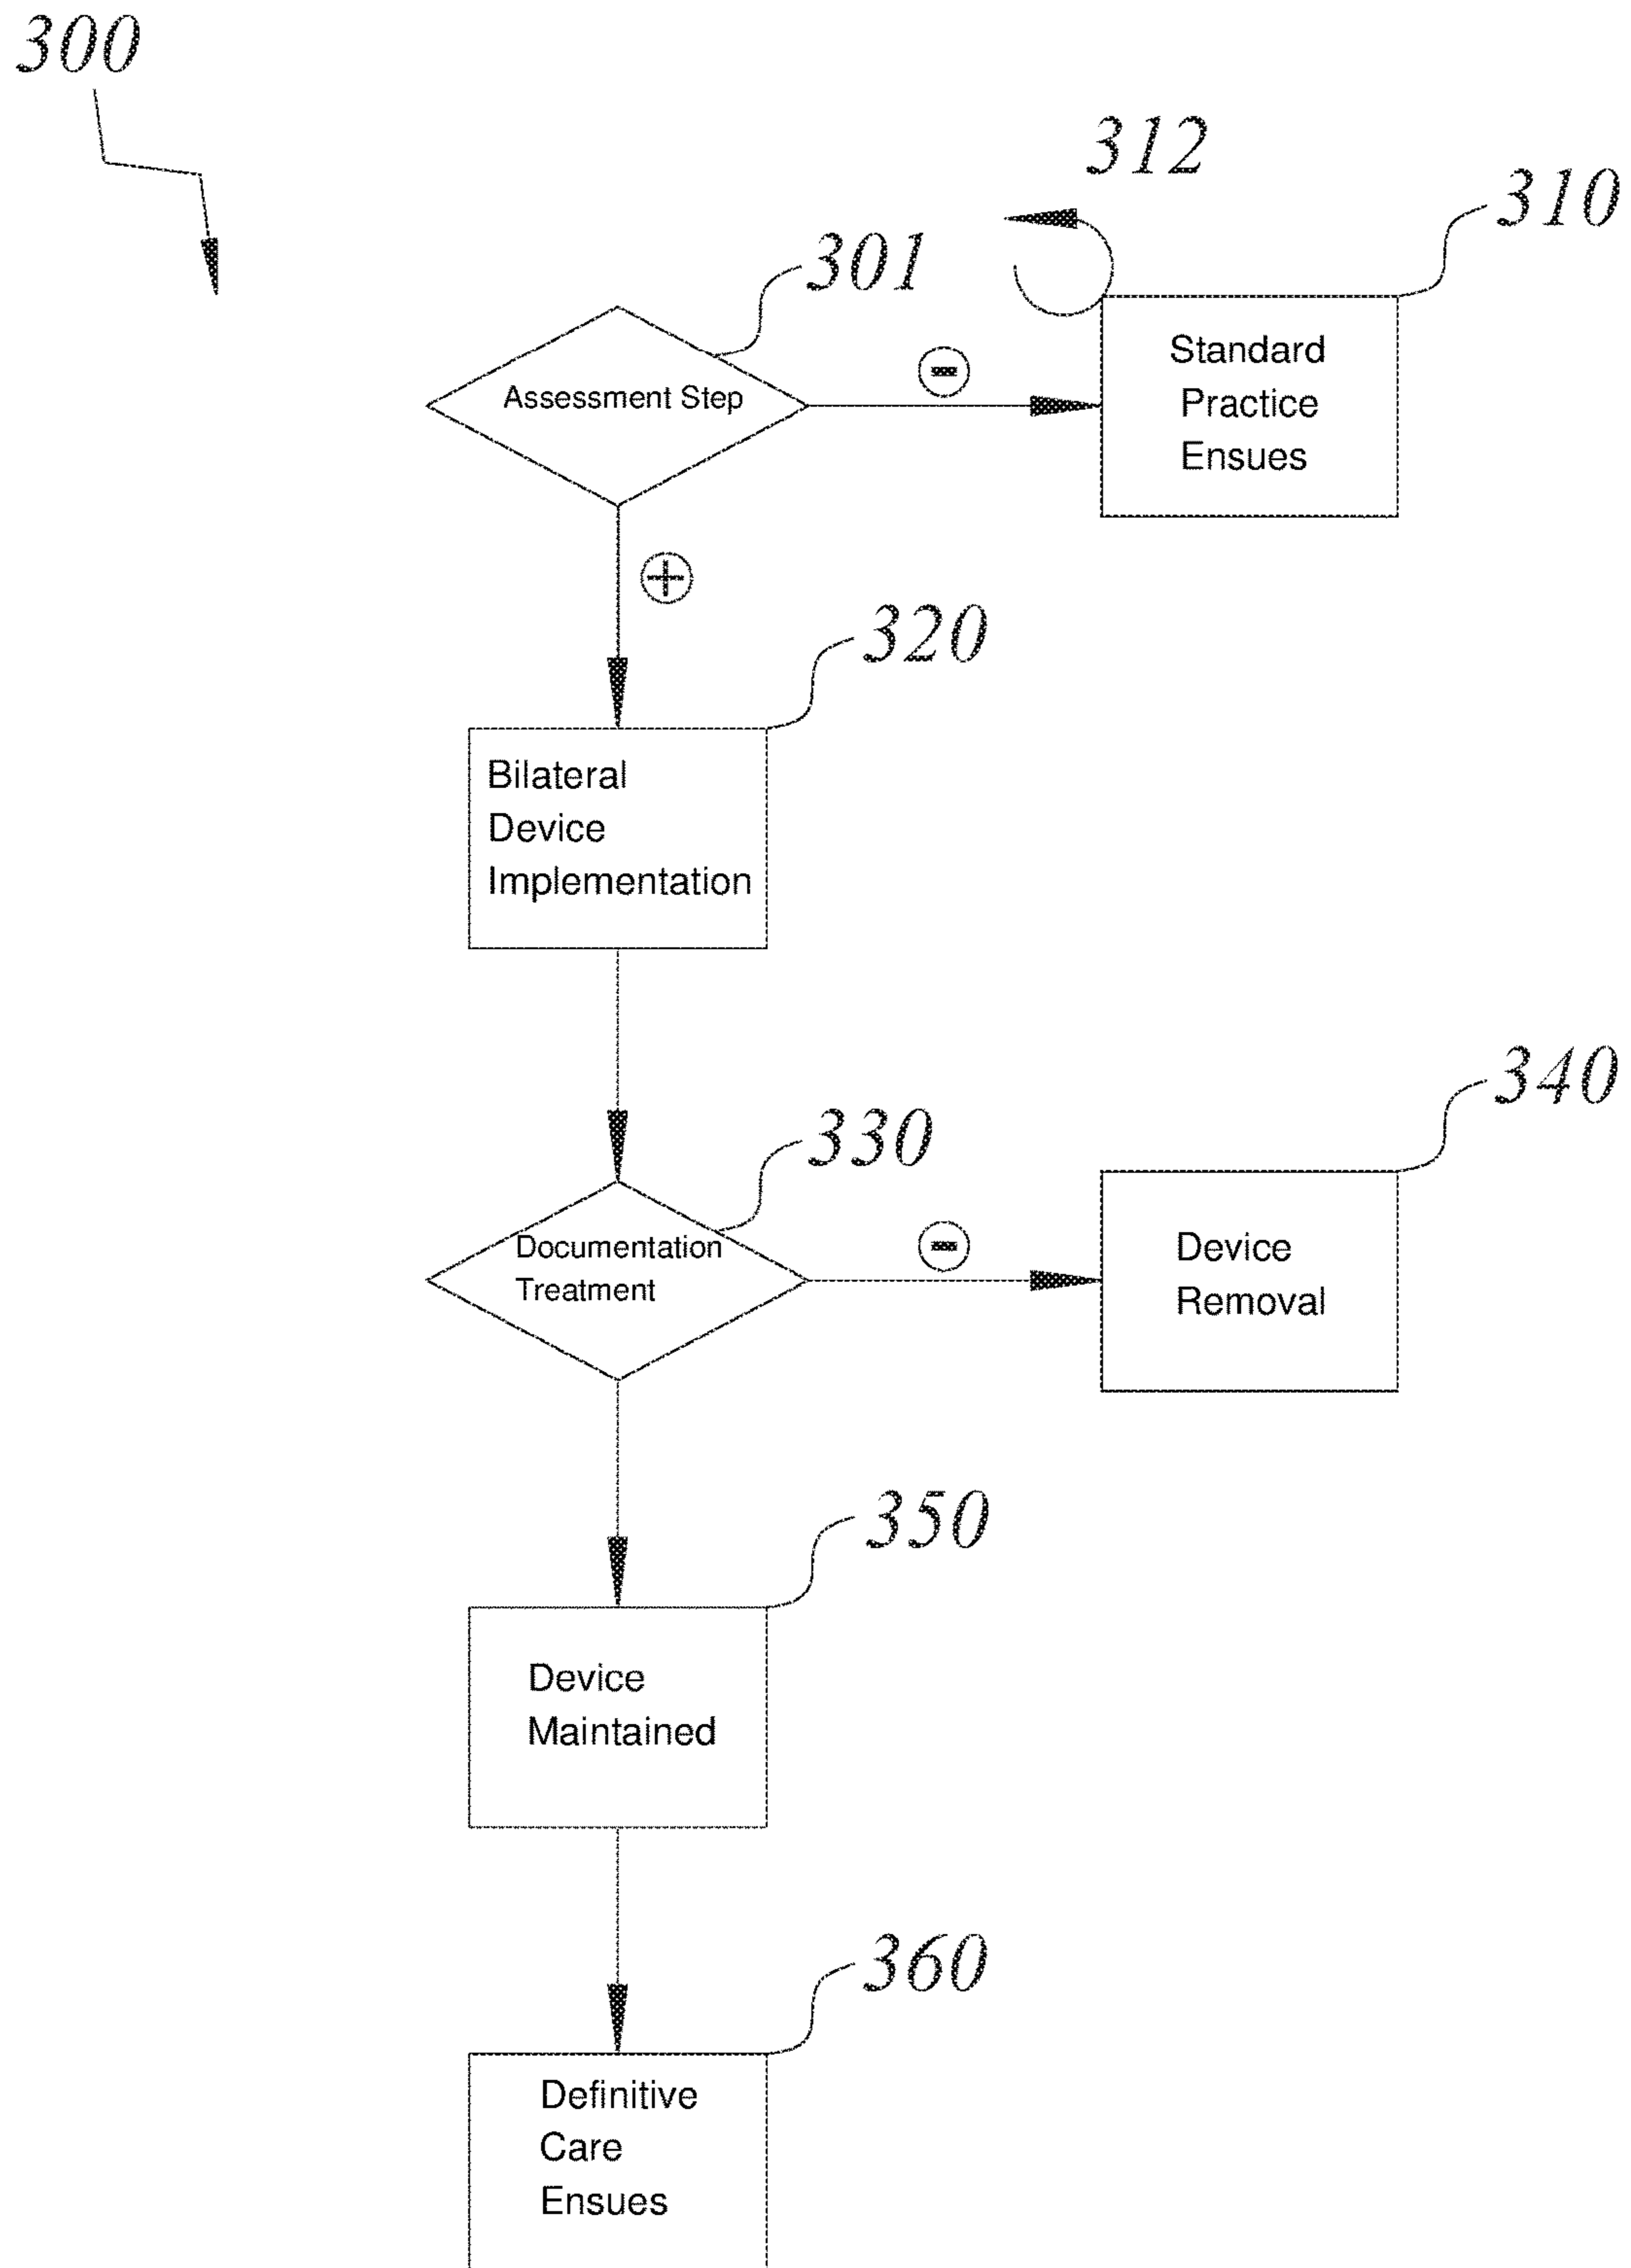 300
312
310
301
Assessment Step
-
Standard
Practice
Ensues
+
320
Bilateral
Device
Implementation
340
330
Documentation
Treatment
-
Device
Removal
350
Device
Maintained
360
Definitive
Care
Ensues